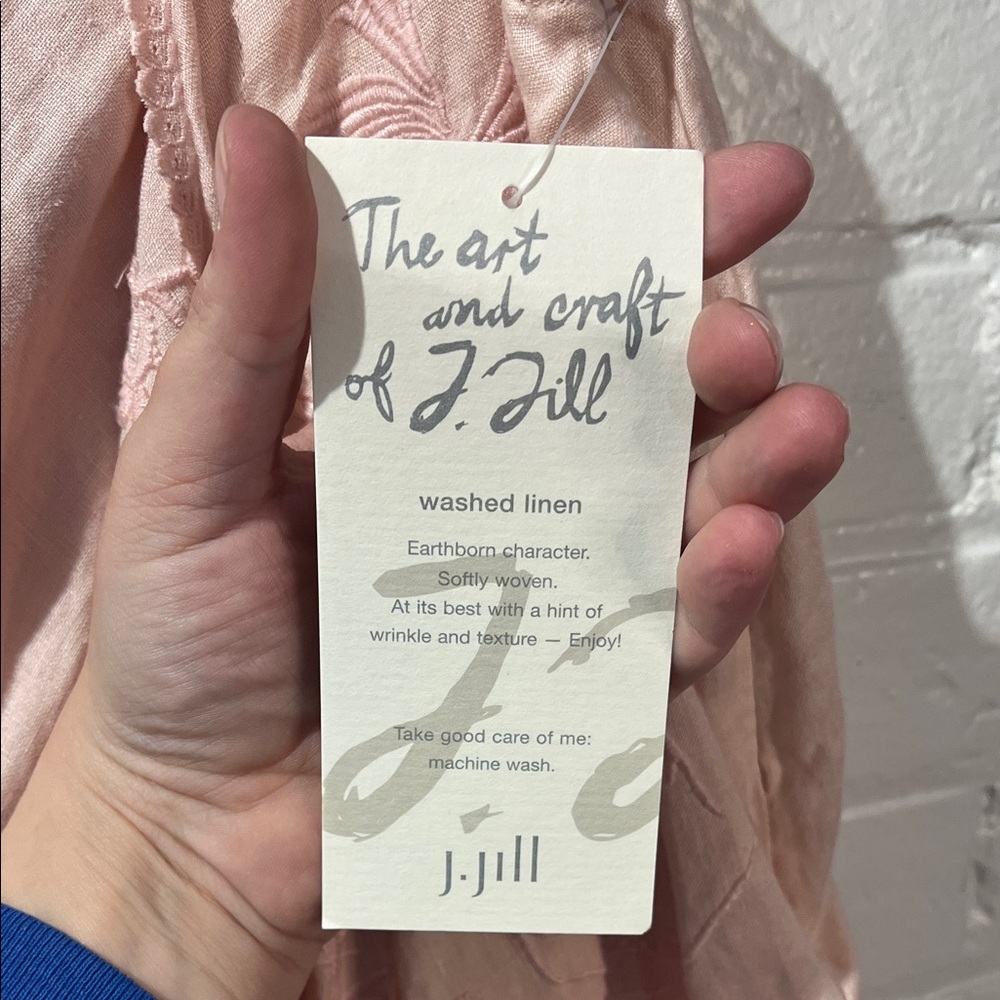 The art
and craft
of J. Jill
washed linen
Earthborn character.
Softly woven.
At its best with a hint of
wrinkle and texture — Enjoy!
Take good care of me:
machine wash.
J.Jill